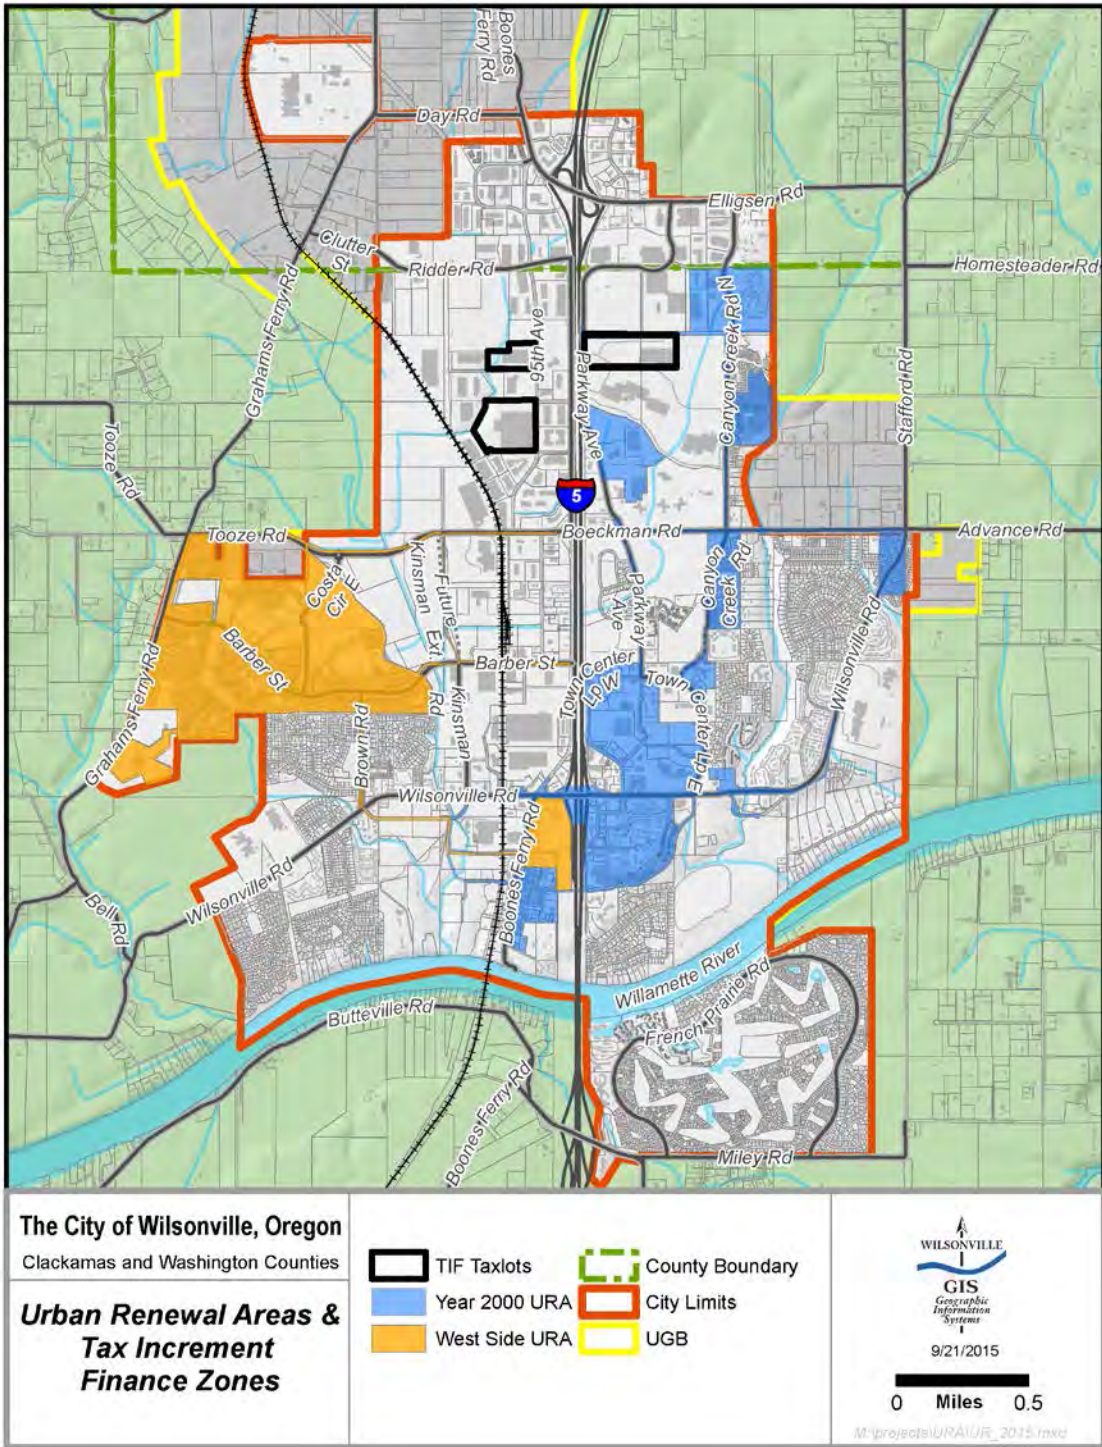 Boones
Ferry Rd
Day Rd
Elligsen Rd
Clutter
St
Ridder Rd
Homesteader Rd
Grahams Ferry Rd
95th Ave
Parkway Ave
Canyon Creek Rd N
Stafford Rd
Tooze Rd
5
Tooze Rd
Boeckman Rd
Advance Rd
Kinsman
Future
Ext.
Rd
Costa
Cir E
Canyon
Creek Rd
Parkway
Ave
Wilsonville Rd
Barber St
Barber St
Town Center
Lp W
Town Center Lp E
Grahams Ferry Rd
Brown Rd
Kinsman
Wilsonville Rd
Boones Ferry Rd
Wilsonville Rd
Bell Rd
Willamette River
French Prairie Rd
Butteville Rd
Boones Ferry Rd
Miley Rd
The City of Wilsonville, Oregon
Clackamas and Washington Counties
Urban Renewal Areas &
Tax Increment
Finance Zones
TIF Taxlots
Year 2000 URA
West Side URA
County Boundary
City Limits
UGB
WILSONVILLE
GIS
Geographic
Information
Systems
9/21/2015
0 Miles 0.5
M:\projects\URA\UR_2015.mxd